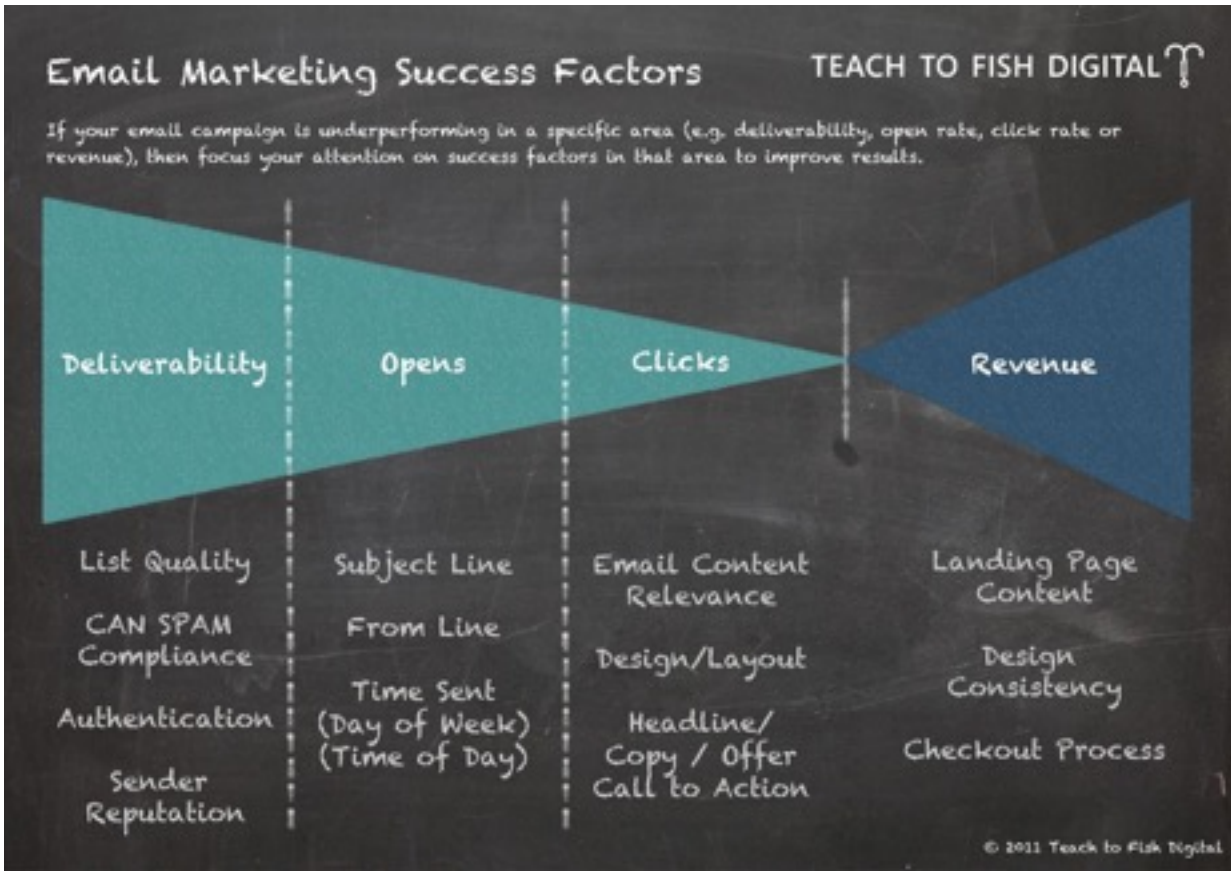 Email Marketing Success Factors
TEACH TO FISH DIGITAL
If your email campaign is underperforming in a specific area (e.g. deliverability, open rate, click rate or
revenue), then focus your attention on success factors in that area to improve results.
Deliverability
Opens
Clicks
Revenue
List Quality
CAN SPAM
Compliance
Authentication
Sender
Reputation
Subject Line
From Line
Time Sent
(Day of Week)
(Time of Day)
Email Content
Relevance
Design/Layout
Headline/
Copy / Offer
Call to Action
Landing Page
Content
Design
Consistency
Checkout Process
© 2011 Teach to Fish Digital